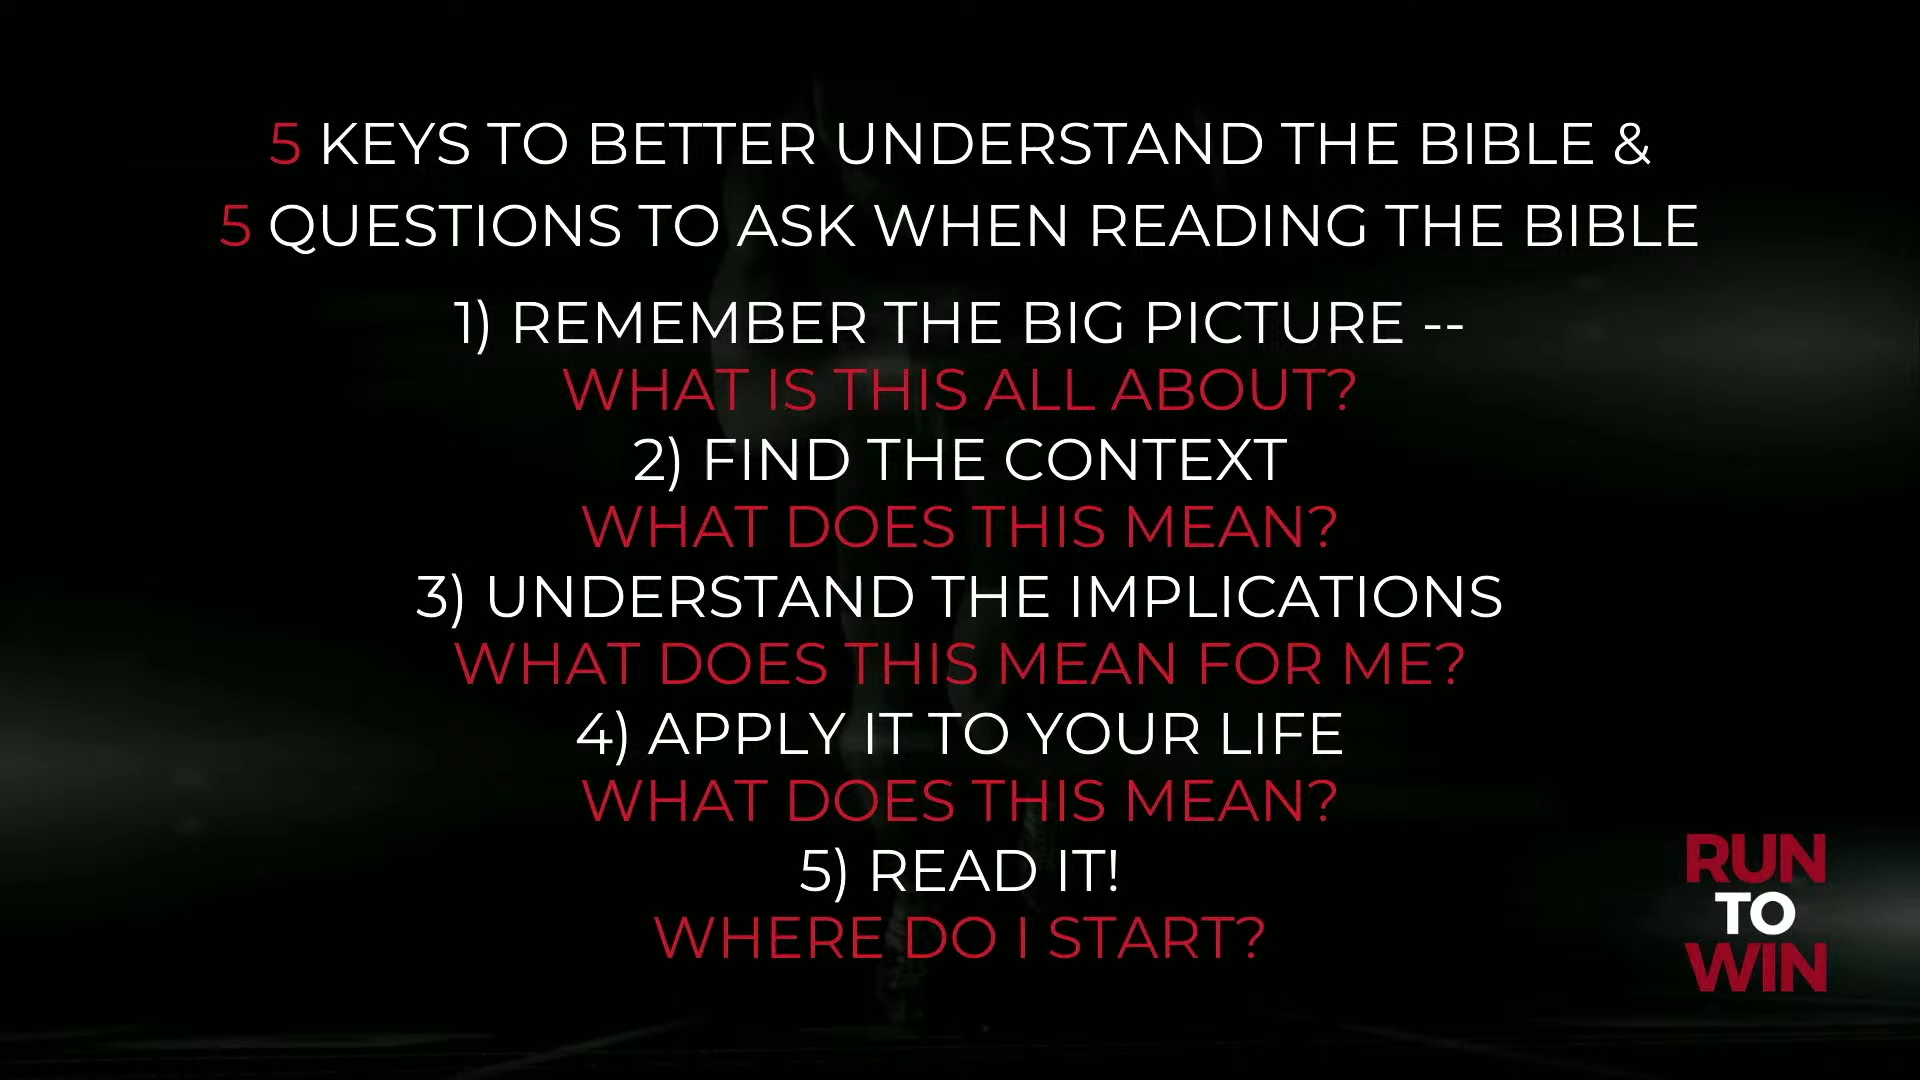 5 KEYS TO BETTER UNDERSTAND THE BIBLE &
5 QUESTIONS TO ASK WHEN READING THE BIBLE
1) REMEMBER THE BIG PICTURE --
WHAT IS THIS ALL ABOUT?
2) FIND THE CONTEXT
WHAT DOES THIS MEAN?
3) UNDERSTAND THE IMPLICATIONS
WHAT DOES THIS MEAN FOR ME?
4) APPLY IT TO YOUR LIFE
WHAT DOES THIS MEAN?
5) READ IT!
WHERE DO I START?
RUN
TO
WIN